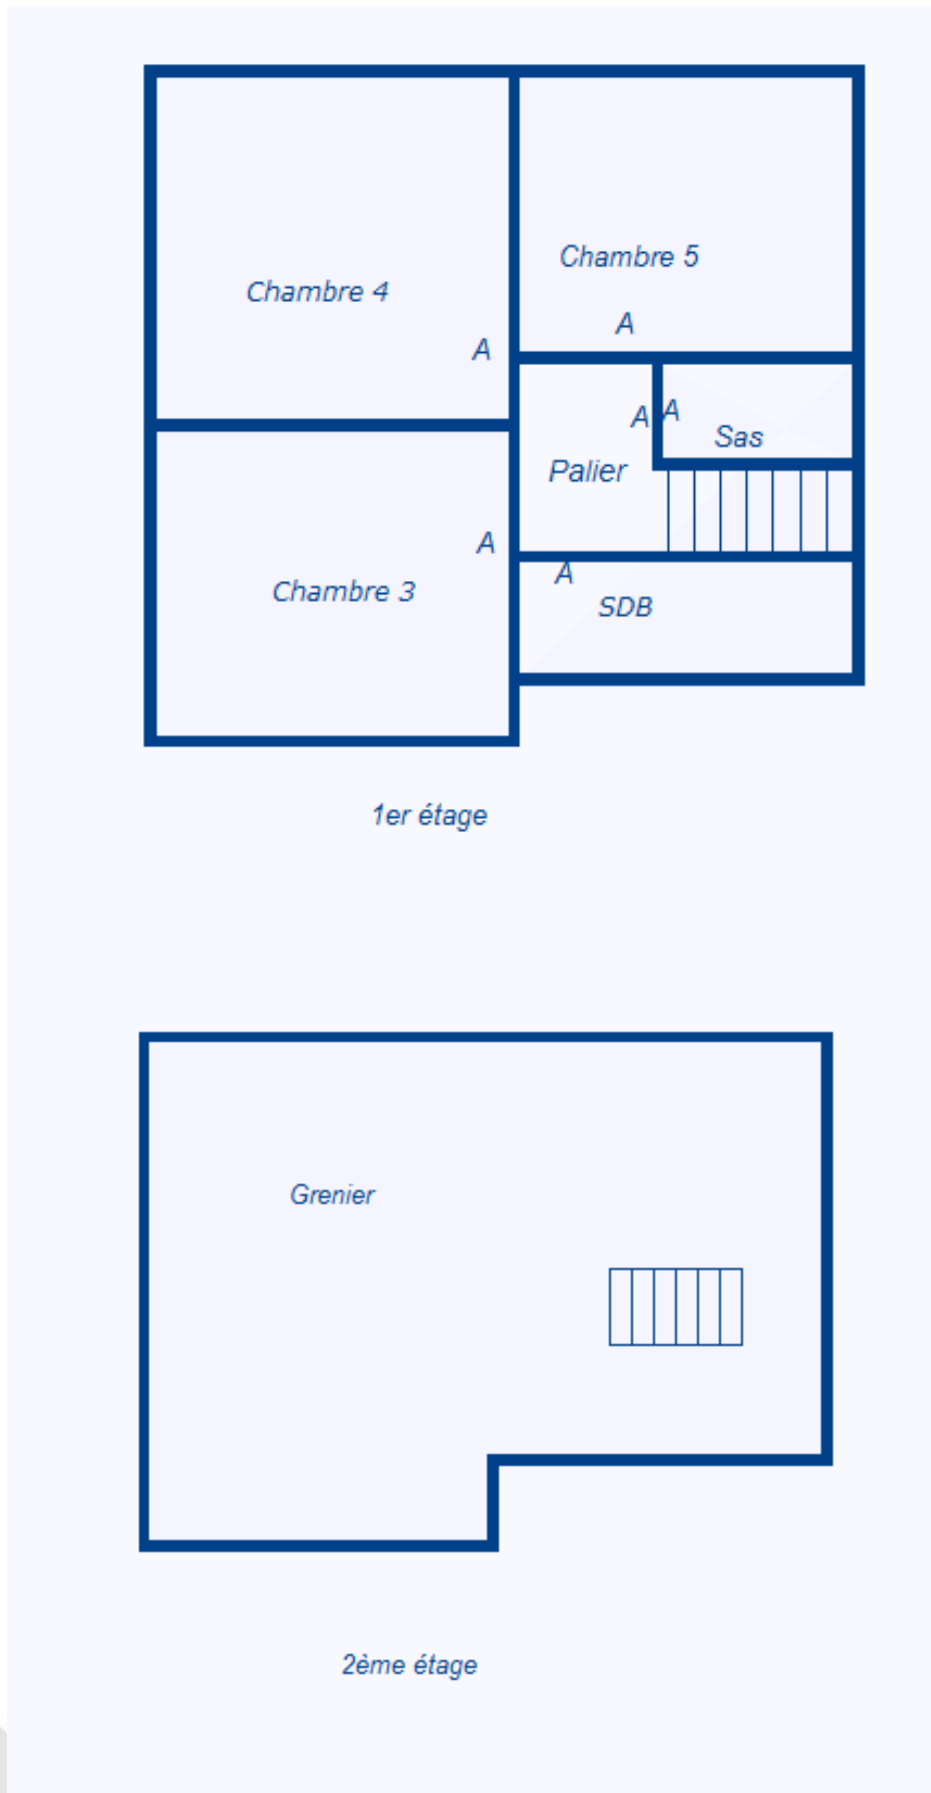 Chambre 5
Chambre 4
A
A
A
A
Sas
Palier
A
A
Chambre 3
SDB
1er étage
Grenier
2ème étage